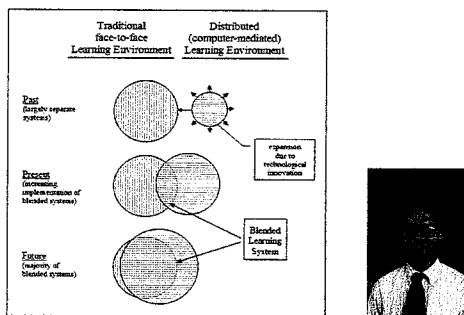 Traditional
face-to-face
Learning Environment
Distributed
(computer-mediated)
Learning Environment
Past
(largely separate
systems)
expansion
due to
technological
innovation
Present
(increasing
implementation of
blended systems)
Blended
Learning
System
Future
(majority of
blended systems)